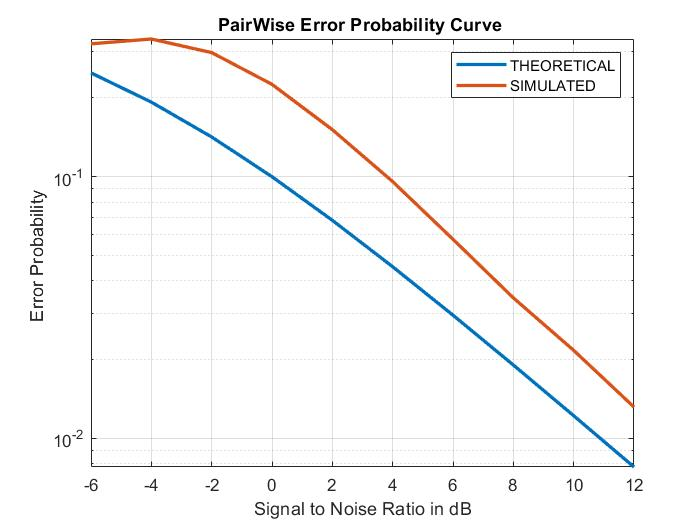 PairWise Error Probability Curve
THEORETICAL
SIMULATED
10-1
10-2
Error Probability
-6 -4 -2 0 2 4 6 8 10 12
Signal to Noise Ratio in dB